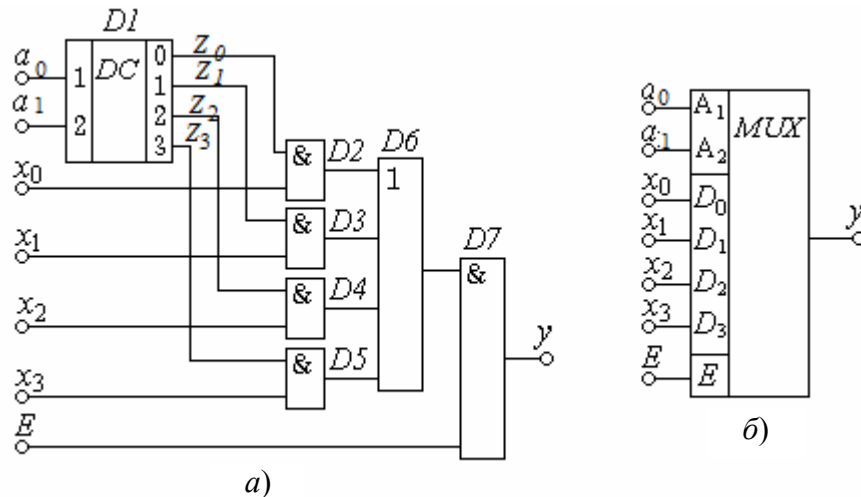 D1
a0
a1
1
2
DC
0
1
2
3
Z0
Z1
Z2
Z3
x0
x1
x2
x3
E
&
D2
&
D3
&
D4
&
D5
D6
1
D7
&
y
а)
a0
a1
x0
x1
x2
x3
E
A1
A2
D0
D1
D2
D3
E
MUX
y
б)